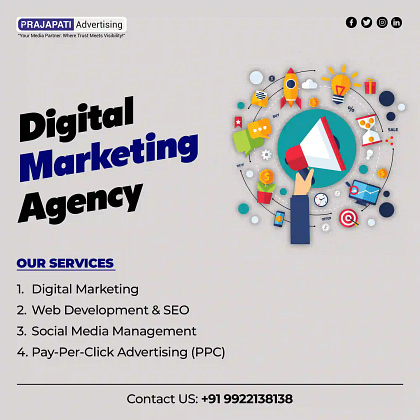 PRAJAPATI Advertising
"Your Media Partner: Where Trust Meets Visibility!"
Digital
Marketing
Agency
SALE
OUR SERVICES
1. Digital Marketing
2. Web Development & SEO
3. Social Media Management
4. Pay-Per-Click Advertising (PPC)
Contact US: +91 9922138138